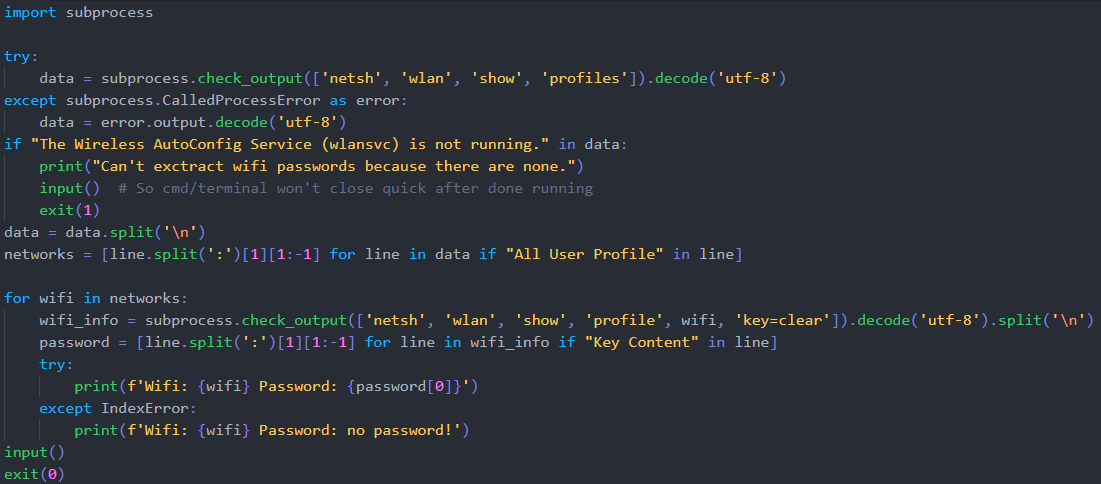 import subprocess

try:
    data = subprocess.check_output(['netsh', 'wlan', 'show', 'profiles']).decode('utf-8')
except subprocess.CalledProcessError as error:
    data = error.output.decode('utf-8')
if "The Wireless AutoConfig Service (wlansvc) is not running." in data:
    print("Can't exctract wifi passwords because there are none.")
    input()  # So cmd/terminal won't close quick after done running
    exit(1)
data = data.split('\n')
networks = [line.split(':')[1][1:-1] for line in data if "All User Profile" in line]

for wifi in networks:
    wifi_info = subprocess.check_output(['netsh', 'wlan', 'show', 'profile', wifi, 'key=clear']).decode('utf-8').split('\n')
    password = [line.split(':')[1][1:-1] for line in wifi_info if "Key Content" in line]
    try:
        print(f'Wifi: {wifi} Password: {password[0]}')
    except IndexError:
        print(f'Wifi: {wifi} Password: no password!')
input()
exit(0)